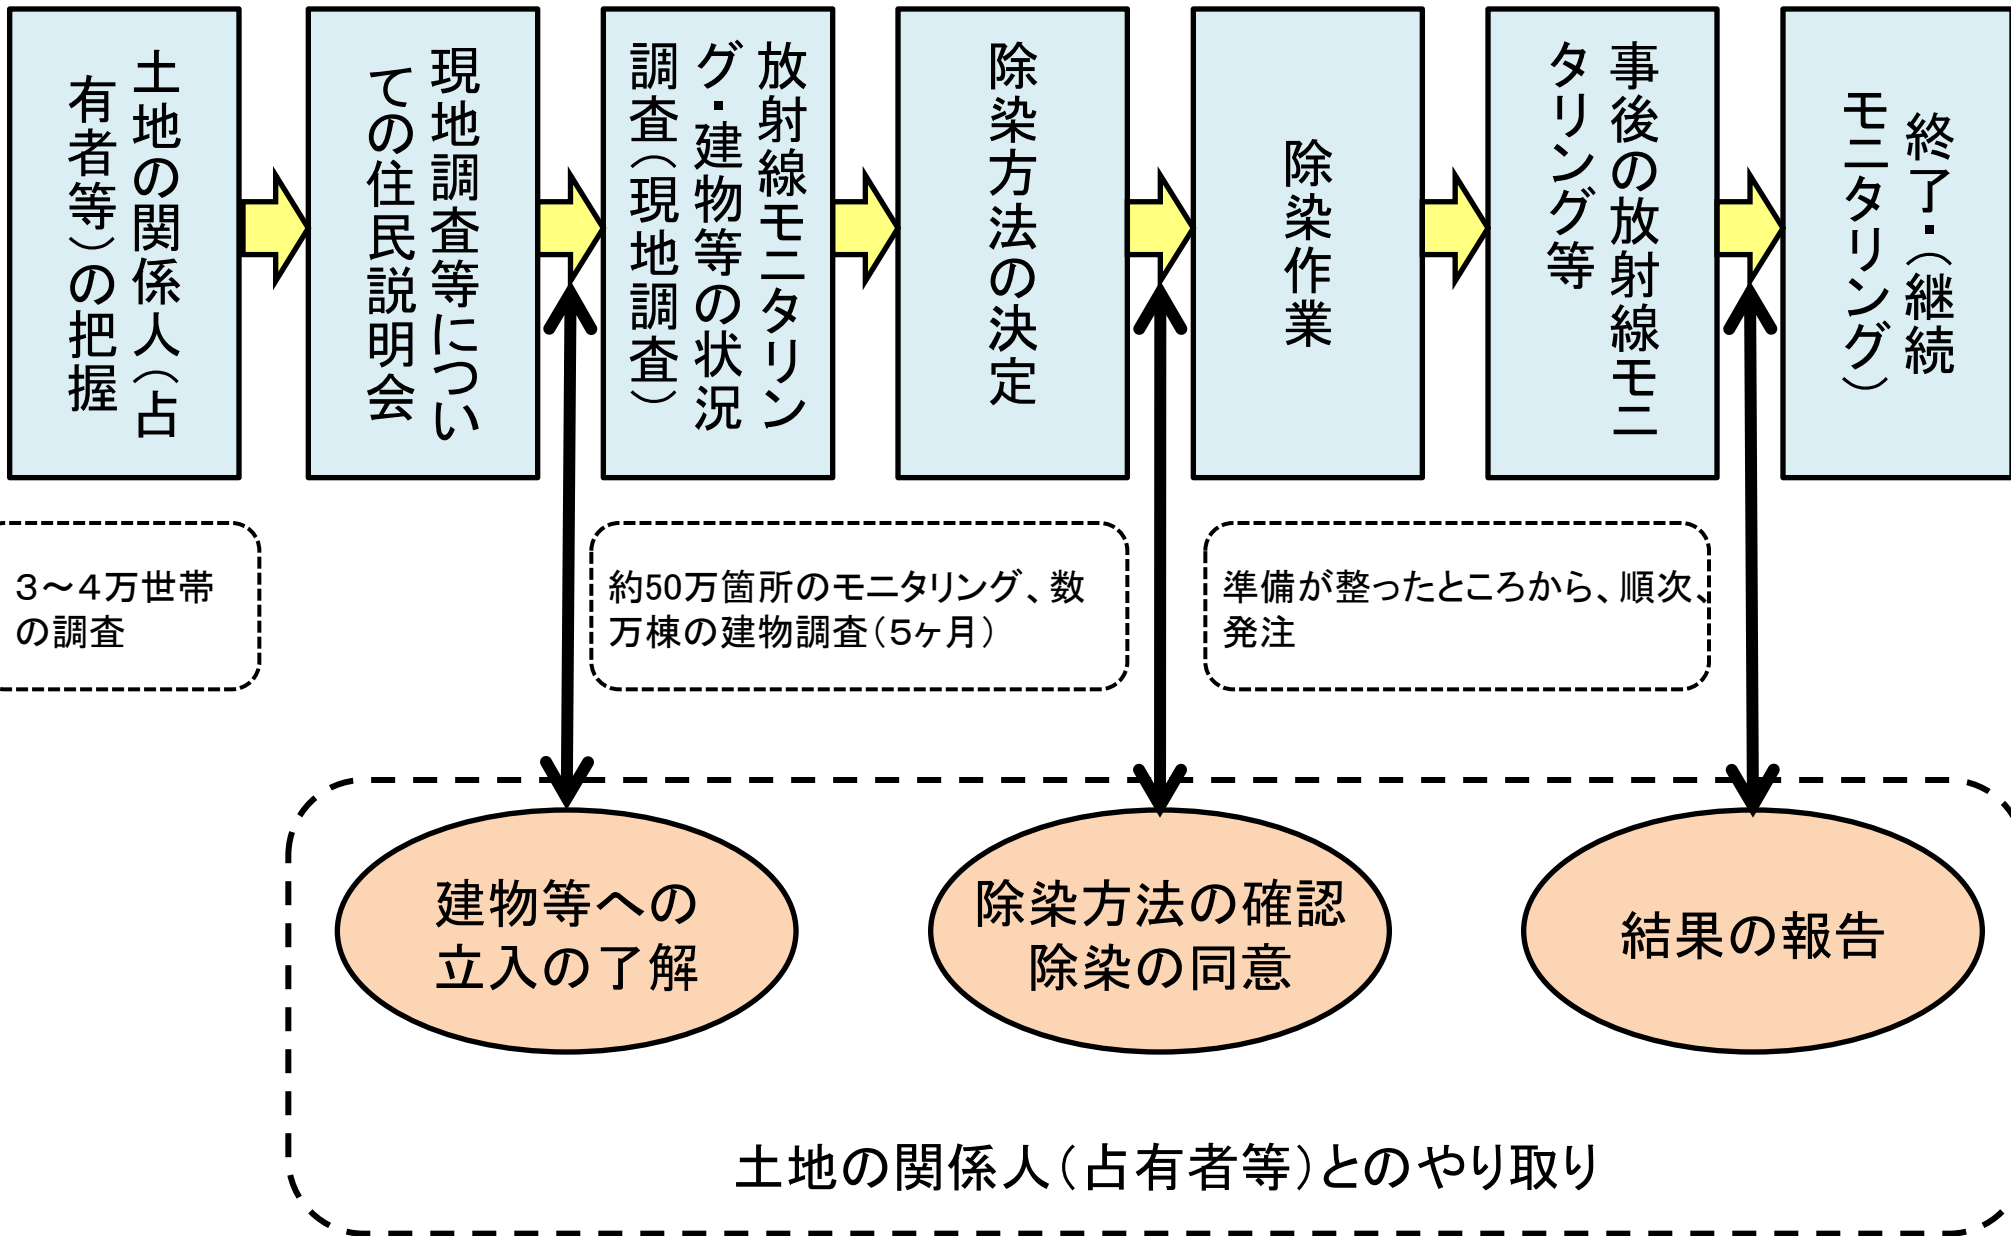 土地の関係人（占
有者等）の把握
現地調査等につい
ての住民説明会
放射線モニタリン
グ・建物等の状況
調査（現地調査）
除染方法の決定
除染作業
事後の放射線モニ
タリング等
終了・（継続
モニタリング）
３～４万世帯
の調査
約50万箇所のモニタリング、数
万棟の建物調査（５ヶ月）
準備が整ったところから、順次、
発注
建物等への
立入の了解
除染方法の確認
除染の同意
結果の報告
土地の関係人（占有者等）とのやり取り